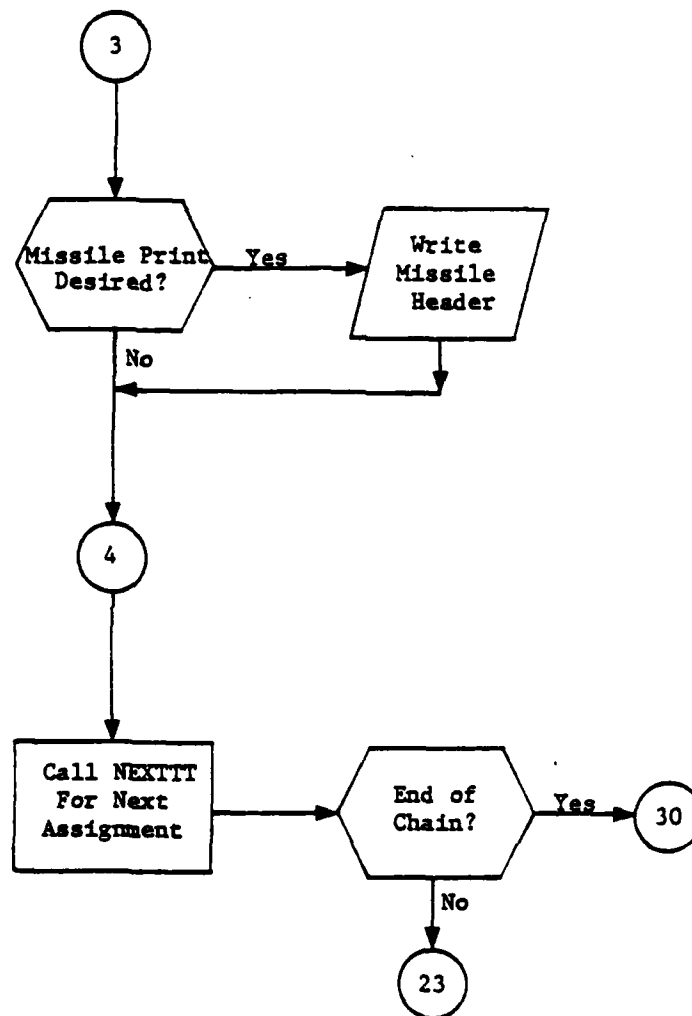 3
Missile Print
Desired?
Yes
Write
Missile
Header
No
4
Call NEXTTT
For Next
Assignment
End of
Chain?
Yes
30
No
23